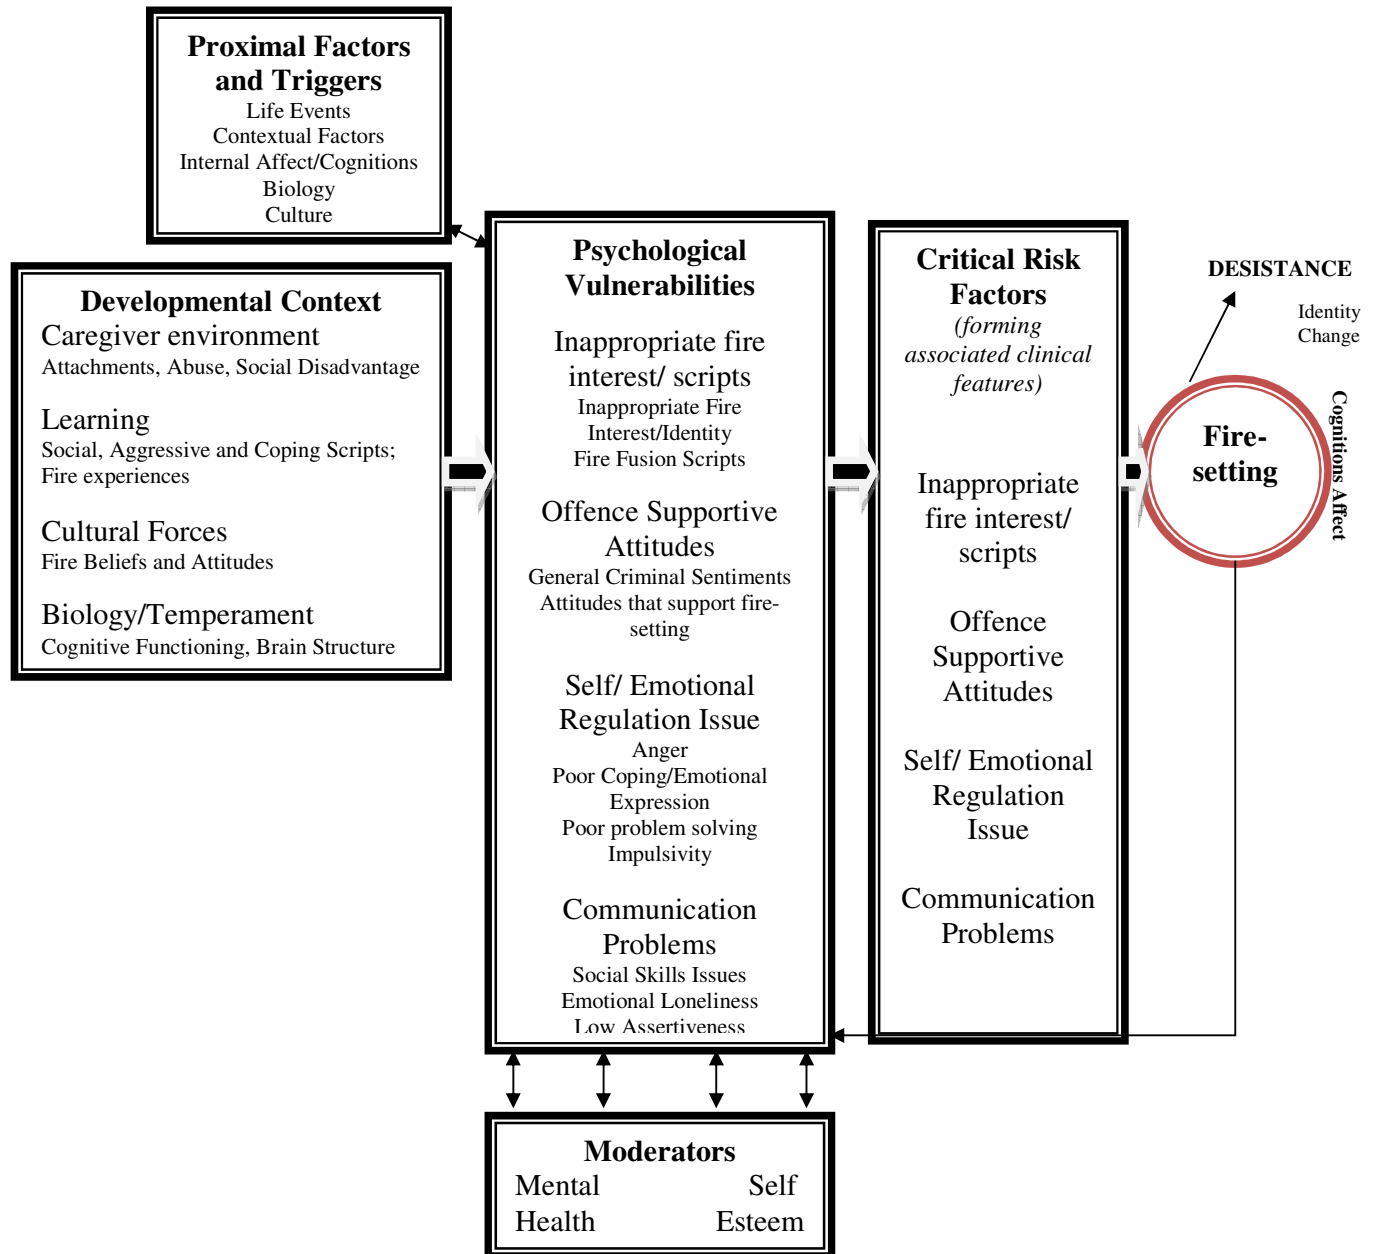 Proximal Factors
and Triggers
Life Events
Contextual Factors
Internal Affect/Cognitions
Biology
Culture
Developmental Context
Caregiver environment
Attachments, Abuse, Social Disadvantage
Learning
Social, Aggressive and Coping Scripts;
Fire experiences
Cultural Forces
Fire Beliefs and Attitudes
Biology/Temperament
Cognitive Functioning, Brain Structure
Psychological
Vulnerabilities
Inappropriate fire
interest/ scripts
Inappropriate Fire
Interest/Identity
Fire Fusion Scripts
Offence Supportive
Attitudes
General Criminal Sentiments
Attitudes that support fire-
setting
Self/ Emotional
Regulation Issue
Anger
Poor Coping/Emotional
Expression
Poor problem solving
Impulsivity
Communication
Problems
Social Skills Issues
Emotional Loneliness
Low Assertiveness
Moderators
Mental Self
Health Esteem
Critical Risk
Factors
(forming
associated clinical
features)
Inappropriate
fire interest/
scripts
Offence
Supportive
Attitudes
Self/ Emotional
Regulation
Issue
Communication
Problems
DESISTANCE
Identity
Change
Fire-
setting
Cognitions Affect